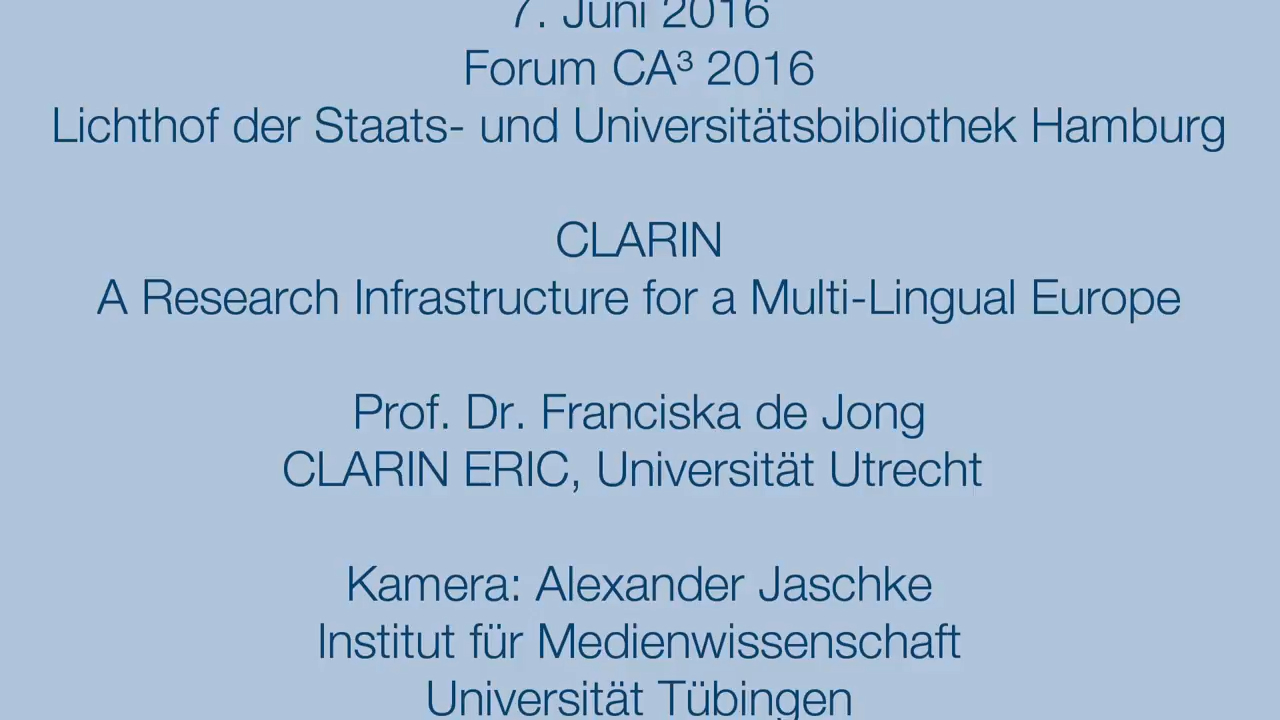 7. Juni 2016
Forum CA³ 2016
Lichthof der Staats- und Universitätsbibliothek Hamburg
CLARIN
A Research Infrastructure for a Multi-Lingual Europe
Prof. Dr. Franciska de Jong
CLARIN ERIC, Universität Utrecht
Kamera: Alexander Jaschke
Institut für Medienwissenschaft
Universität Tübingen